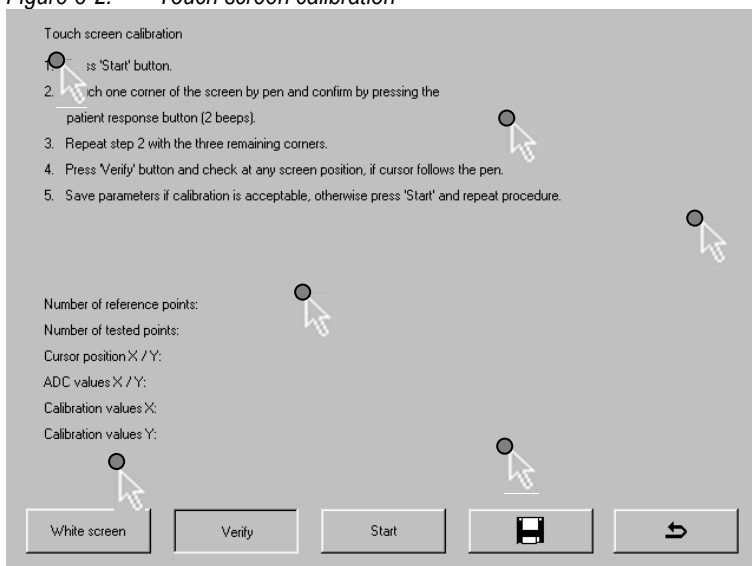 Touch screen calibration
1. ss 'Start' button.
2. ch one corner of the screen by pen and confirm by pressing the
patient response button (2 beeps).
3. Repeat step 2 with the three remaining corners.
4. Press 'Verify' button and check at any screen position, if cursor follows the pen.
5. Save parameters if calibration is acceptable, otherwise press 'Start' and repeat procedure.
Number of reference points:
Number of tested points:
Cursor position X / Y:
ADC values X / Y:
Calibration values X:
Calibration values Y:
White screen
Verify
Start